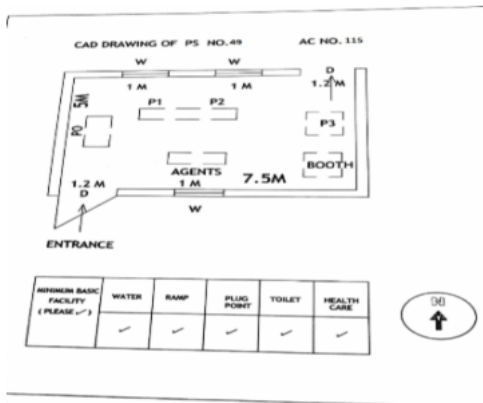 CAD DRAWING OF PS NO.49 AC NO. 115
W W D
1 M 1 M 1.2 M
5M
P1 P2
P3
PO
AGENTS BOOTH
1.2 M 1 M 7.5M
D
W
ENTRANCE
MINIMUM BASIC FACILITY (PLEASE ✓) WATER RAMP PLUG POINT TOILET HEALTH CARE
✓ ✓ ✓ ✓ ✓
N